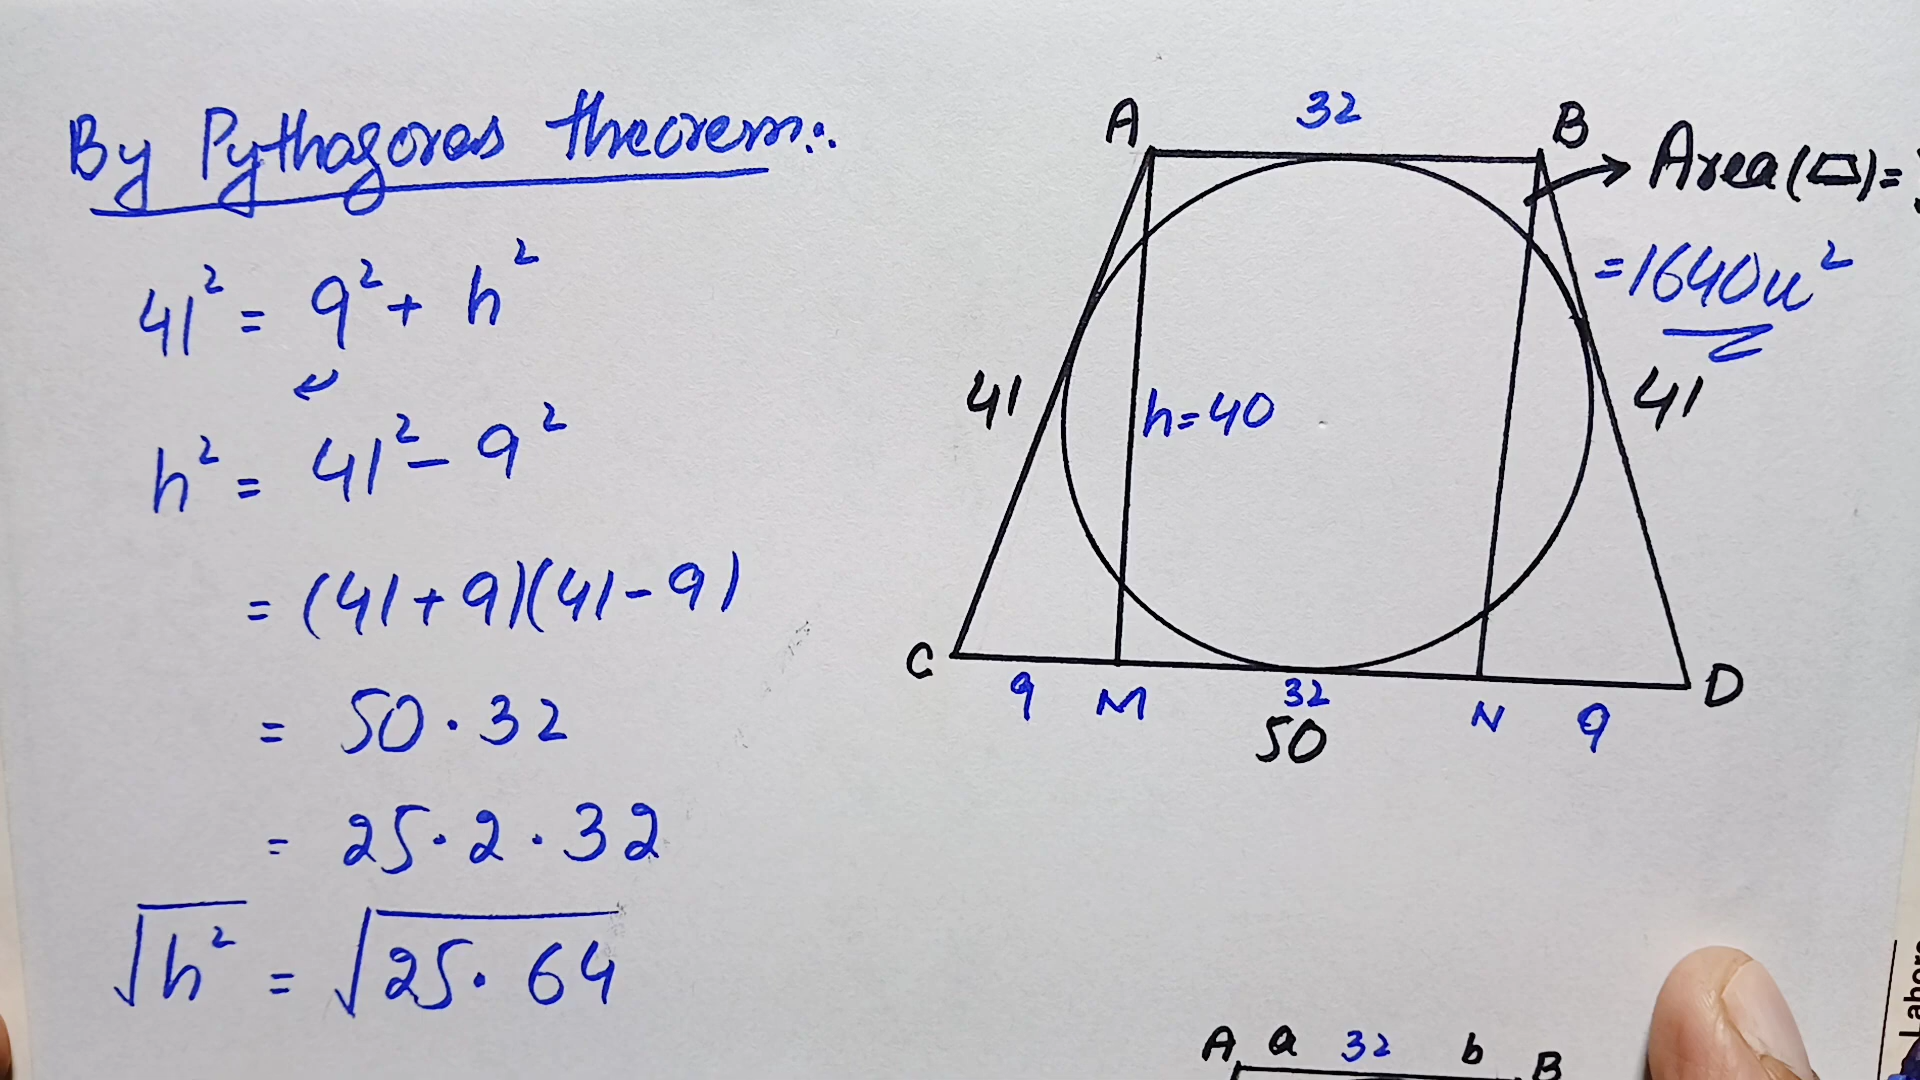 By Pythagoras theorem:.
41² = 9² + h²
h² = 41² - 9²
= (41+9)(41-9)
= 50 · 32
= 25 · 2 · 32
√h² = √25 · 64
A 32 B
Area(▱)=
= 1640u²
41 h=40 41
C 9 M 32 N 9 D
50
A a 32 b B
Lahore